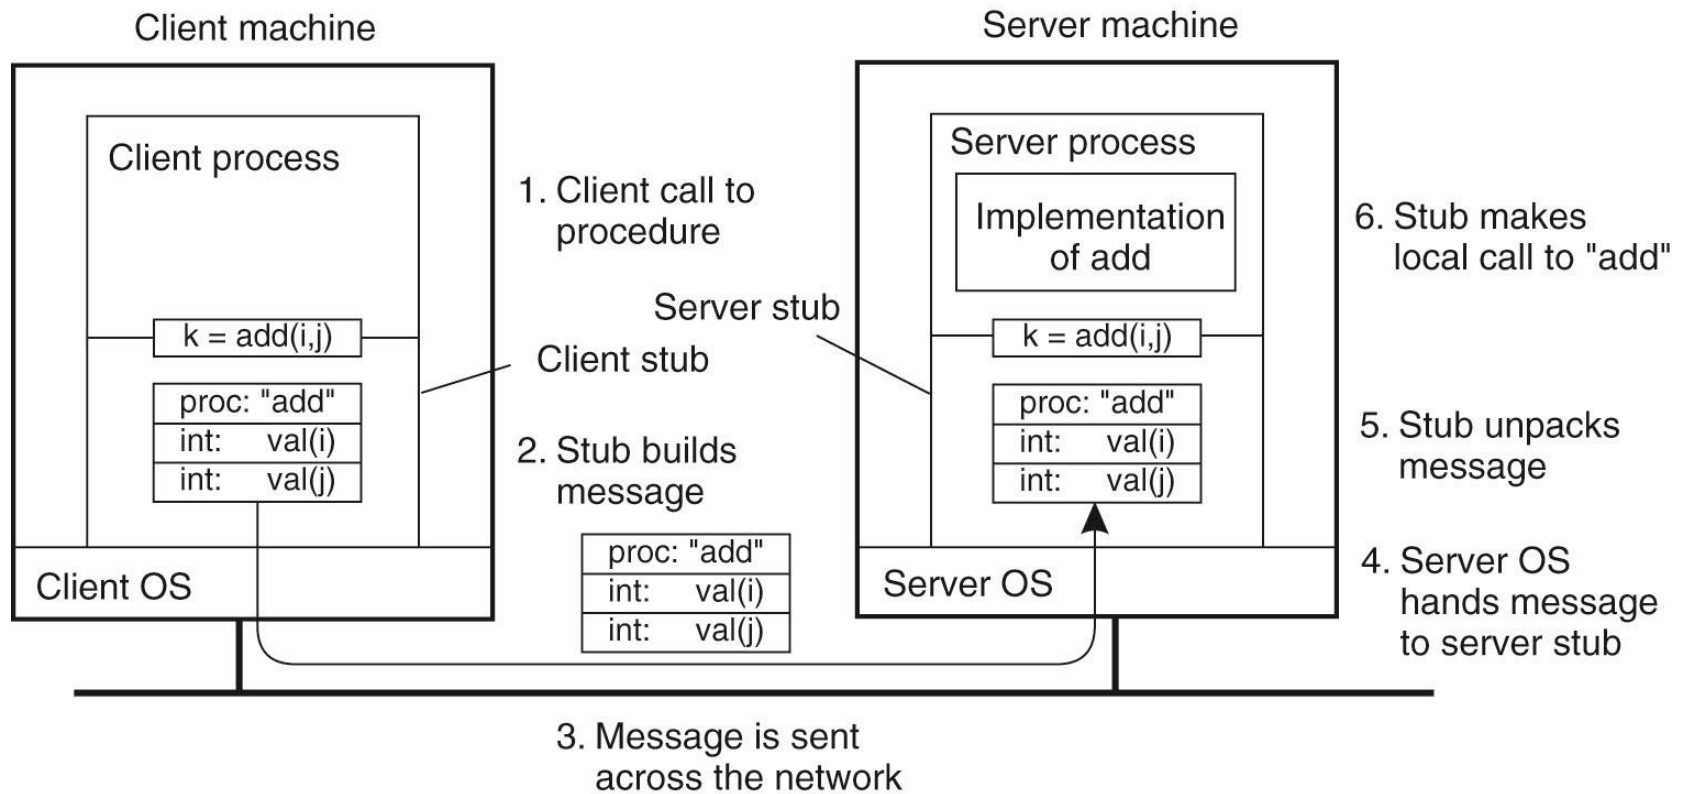 Client machine
Server machine
Client process
1. Client call to
procedure
k = add(i,j)
Client stub
proc: "add"
int: val(i)
int: val(j)
2. Stub builds
message
proc: "add"
int: val(i)
int: val(j)
Client OS
3. Message is sent
across the network
Server process
Implementation
of add
6. Stub makes
local call to "add"
Server stub
k = add(i,j)
proc: "add"
int: val(i)
int: val(j)
5. Stub unpacks
message
Server OS
4. Server OS
hands message
to server stub